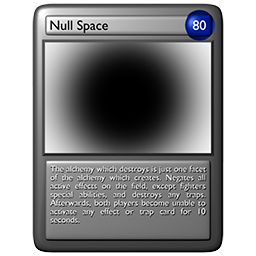 Null Space
80
The alchemy which destroys is just one facet
of the alchemy which creates. Negates all
active effects on the field, except fighters
special abilities, and destroys any traps.
Afterwards, both players become unable to
activate any effect or trap card for 10
seconds.